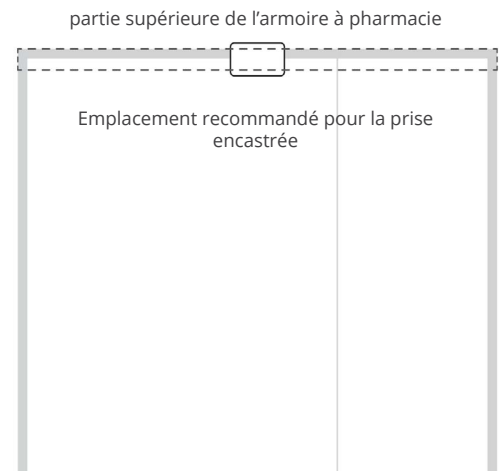 partie supérieure de l’armoire à pharmacie
Emplacement recommandé pour la prise
encastrée